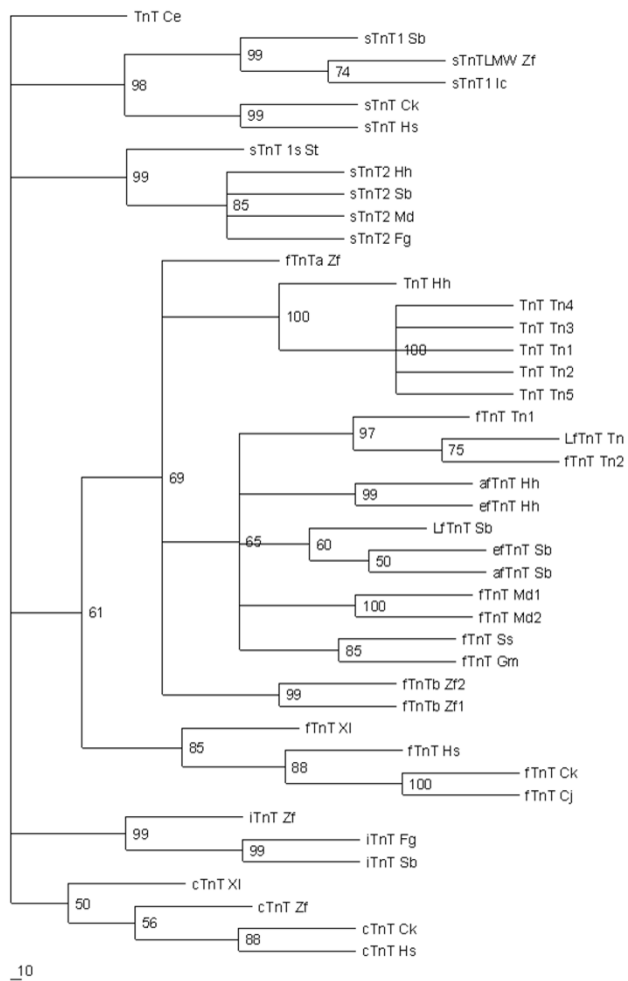 TnT Ce
sTnT1 Sb
99
sTnTLMW Zf
74
sTnT1 Ic
98
sTnT Ck
99
sTnT Hs
sTnT 1s St
99
sTnT2 Hh
sTnT2 Sb
85
sTnT2 Md
sTnT2 Fg
fTnTa Zf
TnT Hh
100
TnT Tn4
TnT Tn3
100
TnT Tn1
TnT Tn2
TnT Tn5
fTnT Tn1
97
LfTnT Tn
75
fTnT Tn2
69
afTnT Hh
99
efTnT Hh
LfTnT Sb
65
60
efTnT Sb
50
afTnT Sb
fTnT Md1
100
fTnT Md2
61
fTnT Ss
85
fTnT Gm
fTnTb Zf2
99
fTnTb Zf1
fTnT Xl
85
fTnT Hs
88
fTnT Ck
100
fTnT Cj
iTnT Zf
99
iTnT Fg
99
iTnT Sb
cTnT Xl
50
cTnT Zf
56
cTnT Ck
88
cTnT Hs
10